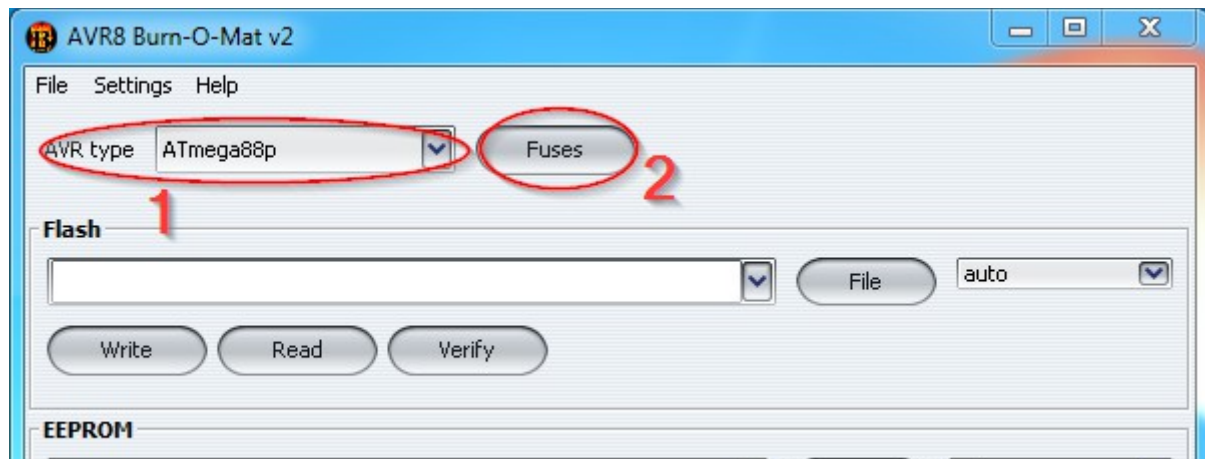 AVR8 Burn-O-Mat v2
File Settings Help
AVR type ATmega88p Fuses
1 2
Flash
File auto
Write Read Verify
EEPROM